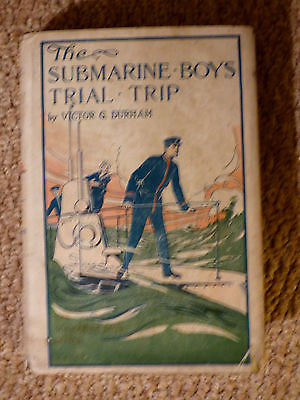 The
SUBMARINE·BOYS
TRIAL·TRIP
by VICTOR G. DURHAM